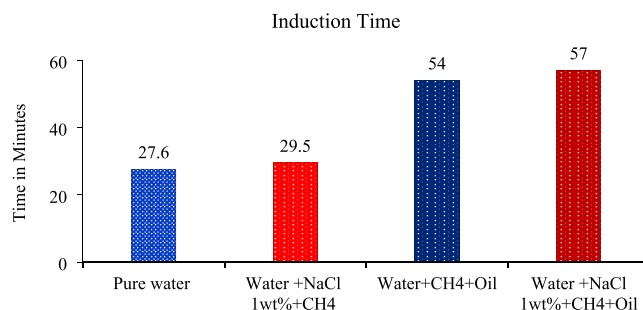 Induction Time
Time in Minutes
60
40
20
0
27.6
29.5
54
57
Pure water
Water +NaCl
1wt%+CH4
Water+CH4+Oil
Water +NaCl
1wt%+CH4+Oil